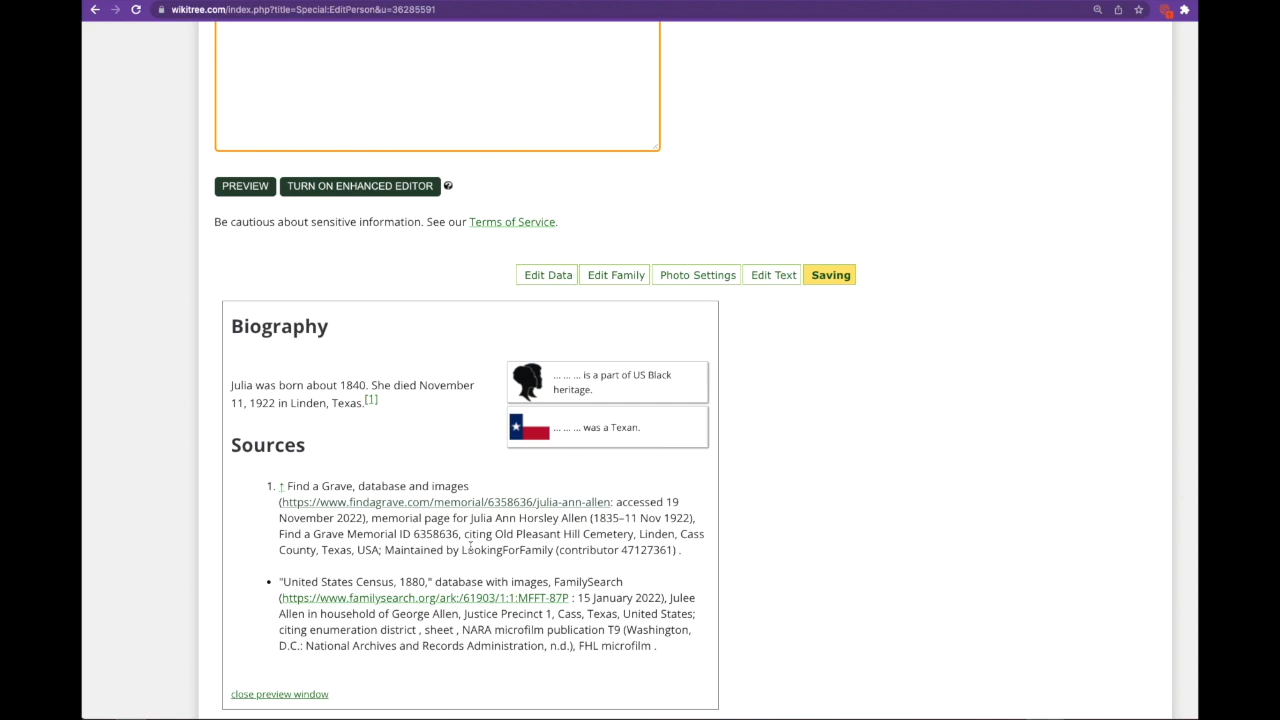 wikitree.com/index.php?title=Special:EditPerson&u=36285591
PREVIEW
TURN ON ENHANCED EDITOR
Be cautious about sensitive information. See our Terms of Service.
Edit Data
Edit Family
Photo Settings
Edit Text
Saving
Biography
... ... ... is a part of US Black
heritage.
Julia was born about 1840. She died November
11, 1922 in Linden, Texas.[1]
... ... ... was a Texan.
Sources
1. ↑ Find a Grave, database and images
(https://www.findagrave.com/memorial/6358636/julia-ann-allen: accessed 19
November 2022), memorial page for Julia Ann Horsley Allen (1835–11 Nov 1922),
Find a Grave Memorial ID 6358636, citing Old Pleasant Hill Cemetery, Linden, Cass
County, Texas, USA; Maintained by LookingForFamily (contributor 47127361) .
• "United States Census, 1880," database with images, FamilySearch
(https://www.familysearch.org/ark:/61903/1:1:MFFT-87P : 15 January 2022), Julee
Allen in household of George Allen, Justice Precinct 1, Cass, Texas, United States;
citing enumeration district , sheet , NARA microfilm publication T9 (Washington,
D.C.: National Archives and Records Administration, n.d.), FHL microfilm .
close preview window